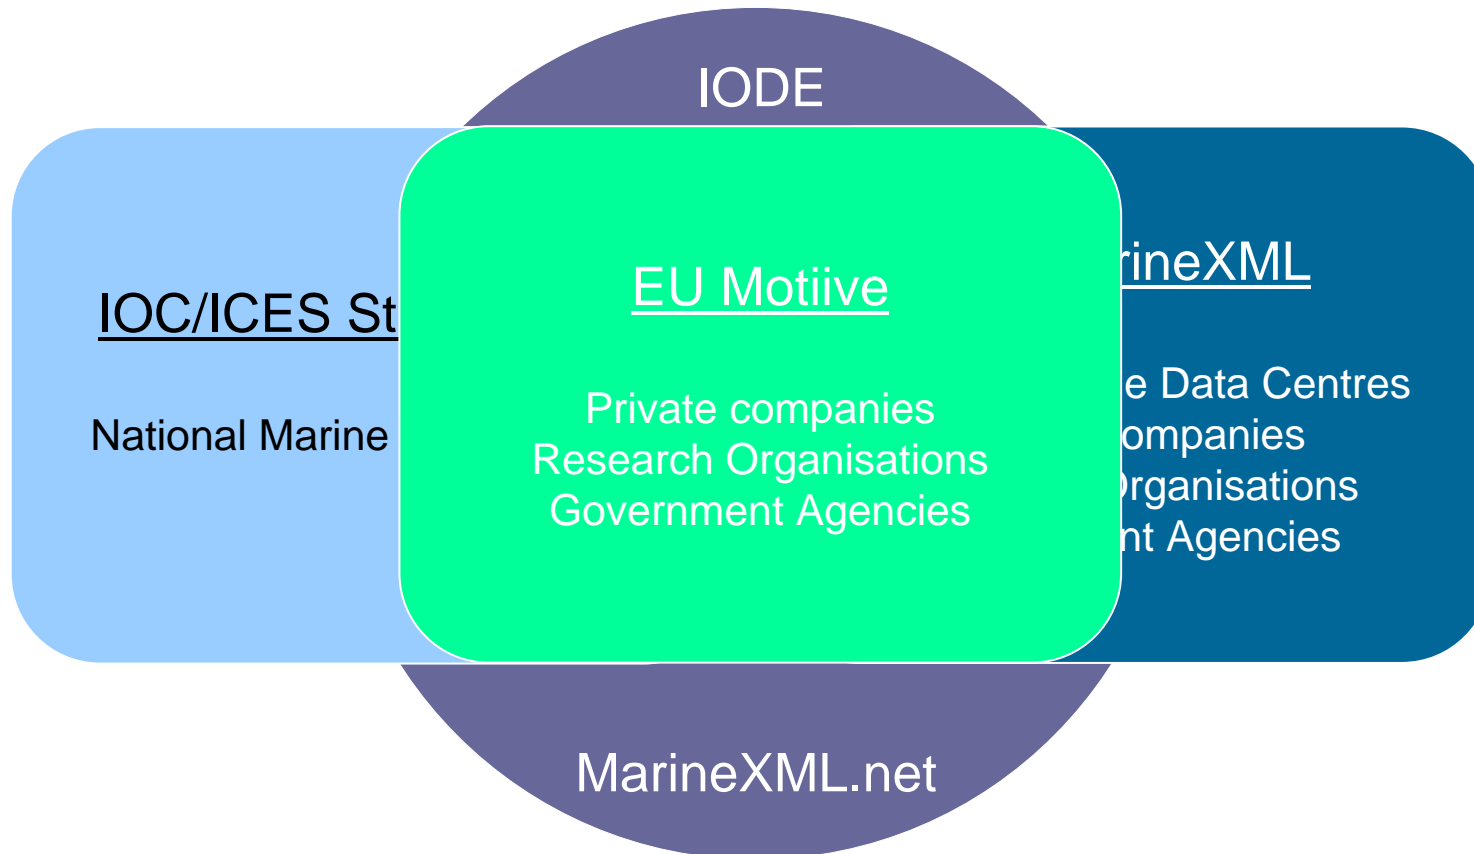 IODE
IOC/ICES St
National Marine
EU Motiive
Private companies
Research Organisations
Government Agencies
rineXML
e Data Centres
ompanies
Organisations
nt Agencies
MarineXML.net